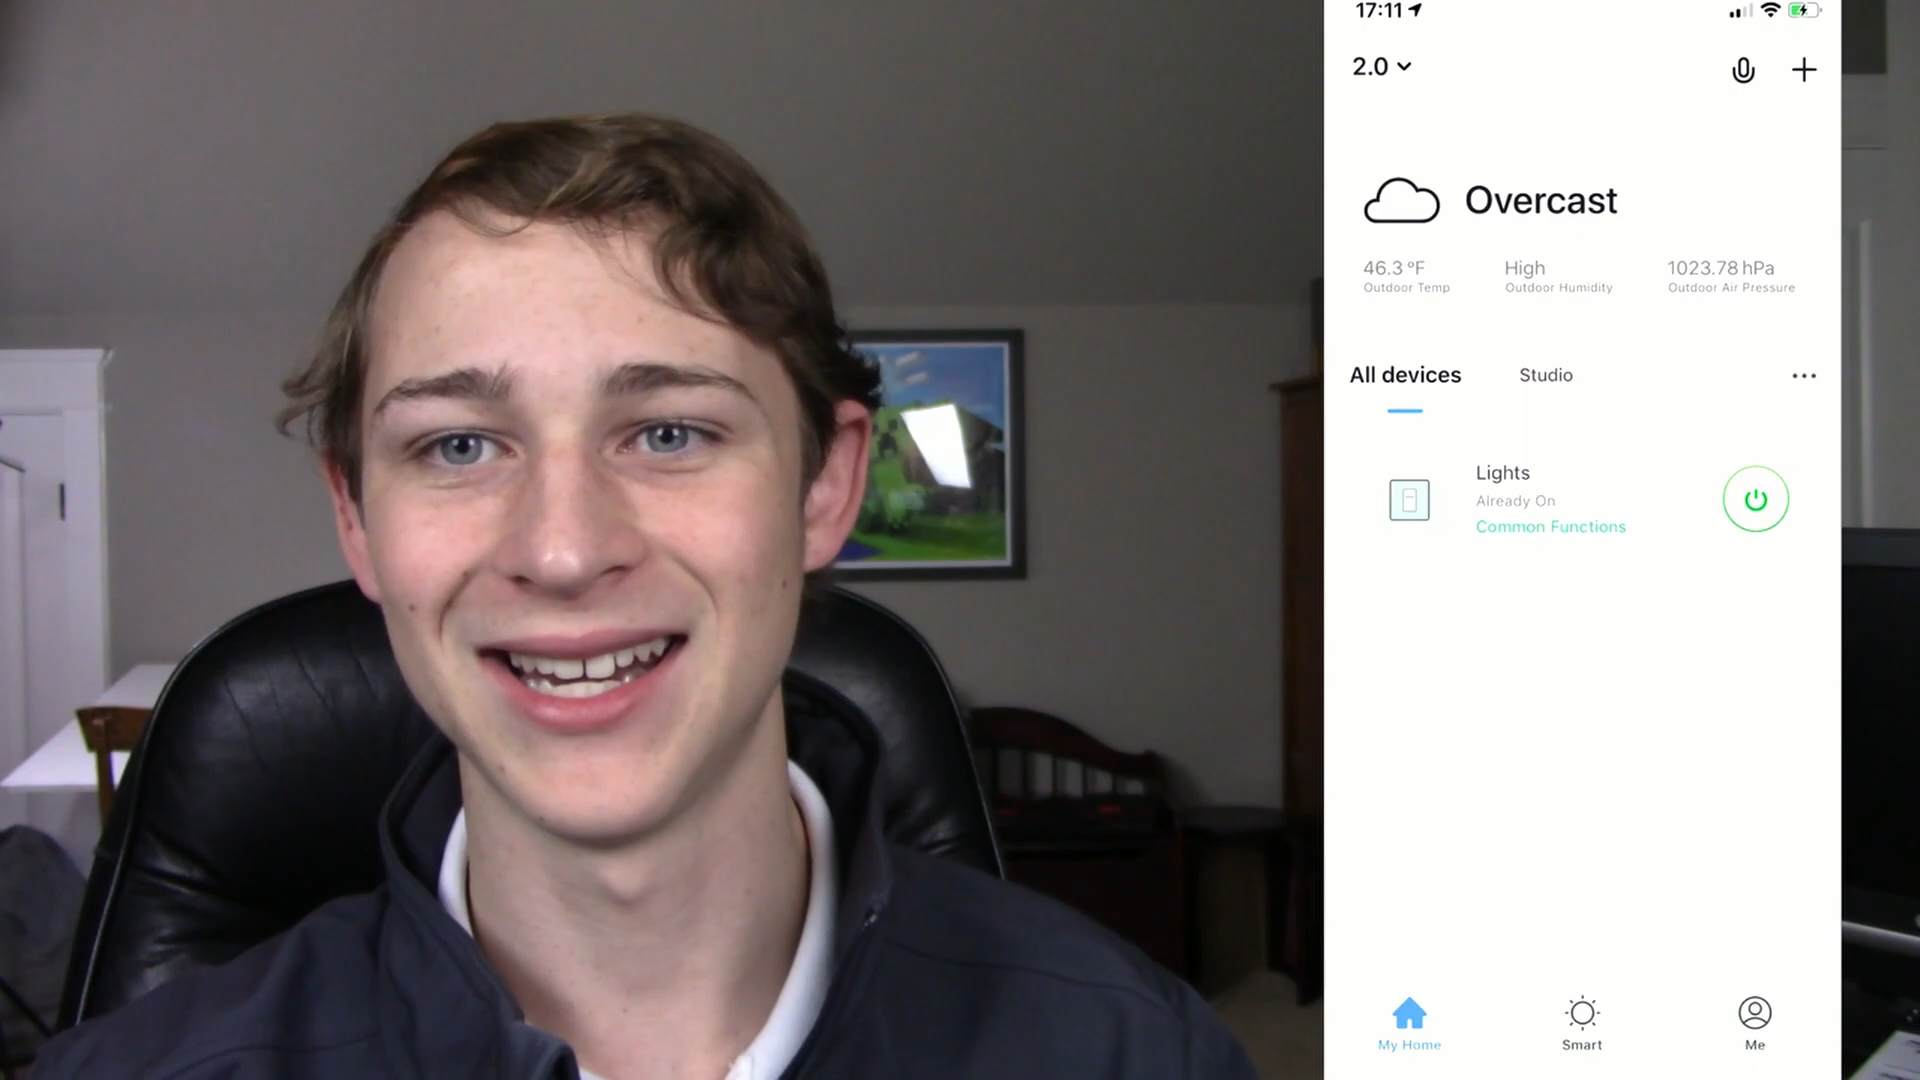 17:11
2.0
Overcast
46.3 °F
Outdoor Temp
High
Outdoor Humidity
1023.78 hPa
Outdoor Air Pressure
All devices
Studio
Lights
Already On
Common Functions
My Home
Smart
Me